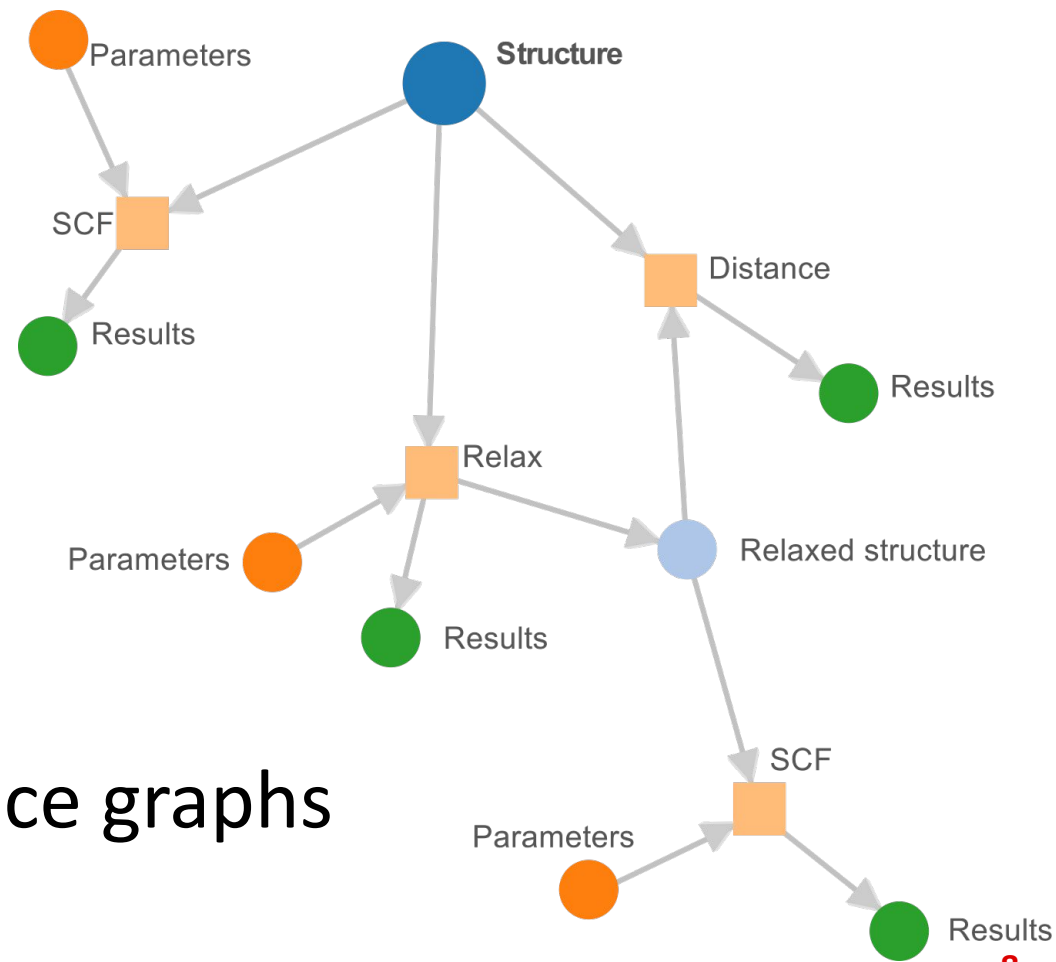 Parameters
Structure
SCF
Distance
Results
Results
Relax
Parameters
Relaxed structure
Results
SCF
ce graphs
Parameters
Results